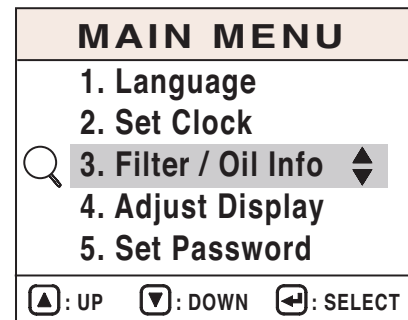 MAIN MENU
1. Language
2. Set Clock
3. Filter / Oil Info
4. Adjust Display
5. Set Password
: UP : DOWN : SELECT